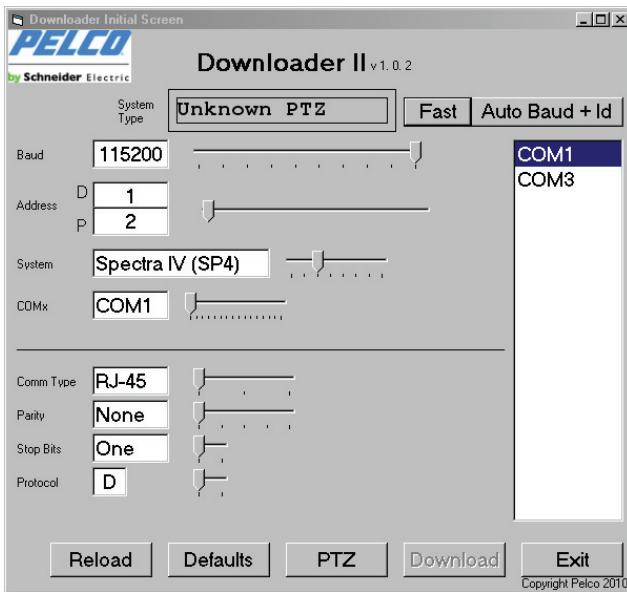 Downloader Initial Screen
PELCO
by Schneider Electric
Downloader II v 1. 0. 2
System Type
Unknown PTZ
Fast
Auto Baud + Id
Baud
115200
COM1
COM3
Address
D
1
P
2
System
Spectra IV (SP4)
COMx
COM1
Comm Type
RJ-45
Parity
None
Stop Bits
One
Protocol
D
Reload
Defaults
PTZ
Download
Exit
Copyright Pelco 2010